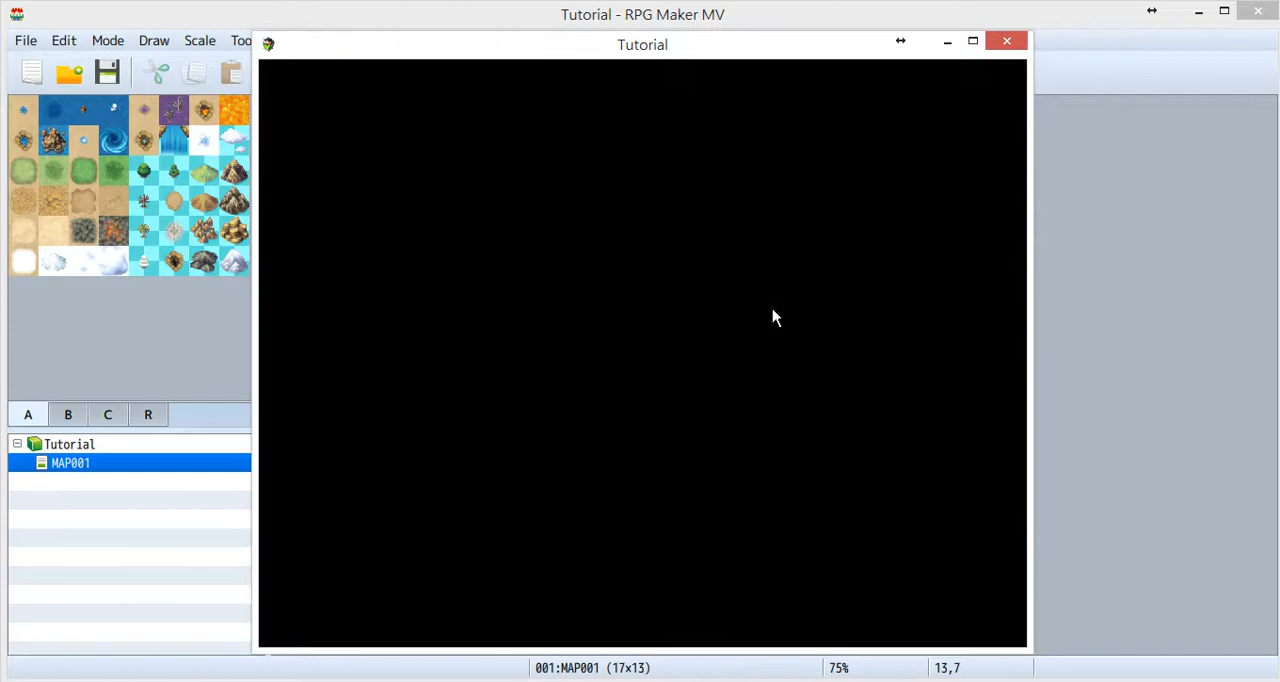 Tutorial - RPG Maker MV
File Edit Mode Draw Scale Too
Tutorial
A B C R
Tutorial
MAP001
001:MAP001 (17x13) 75% 13,7